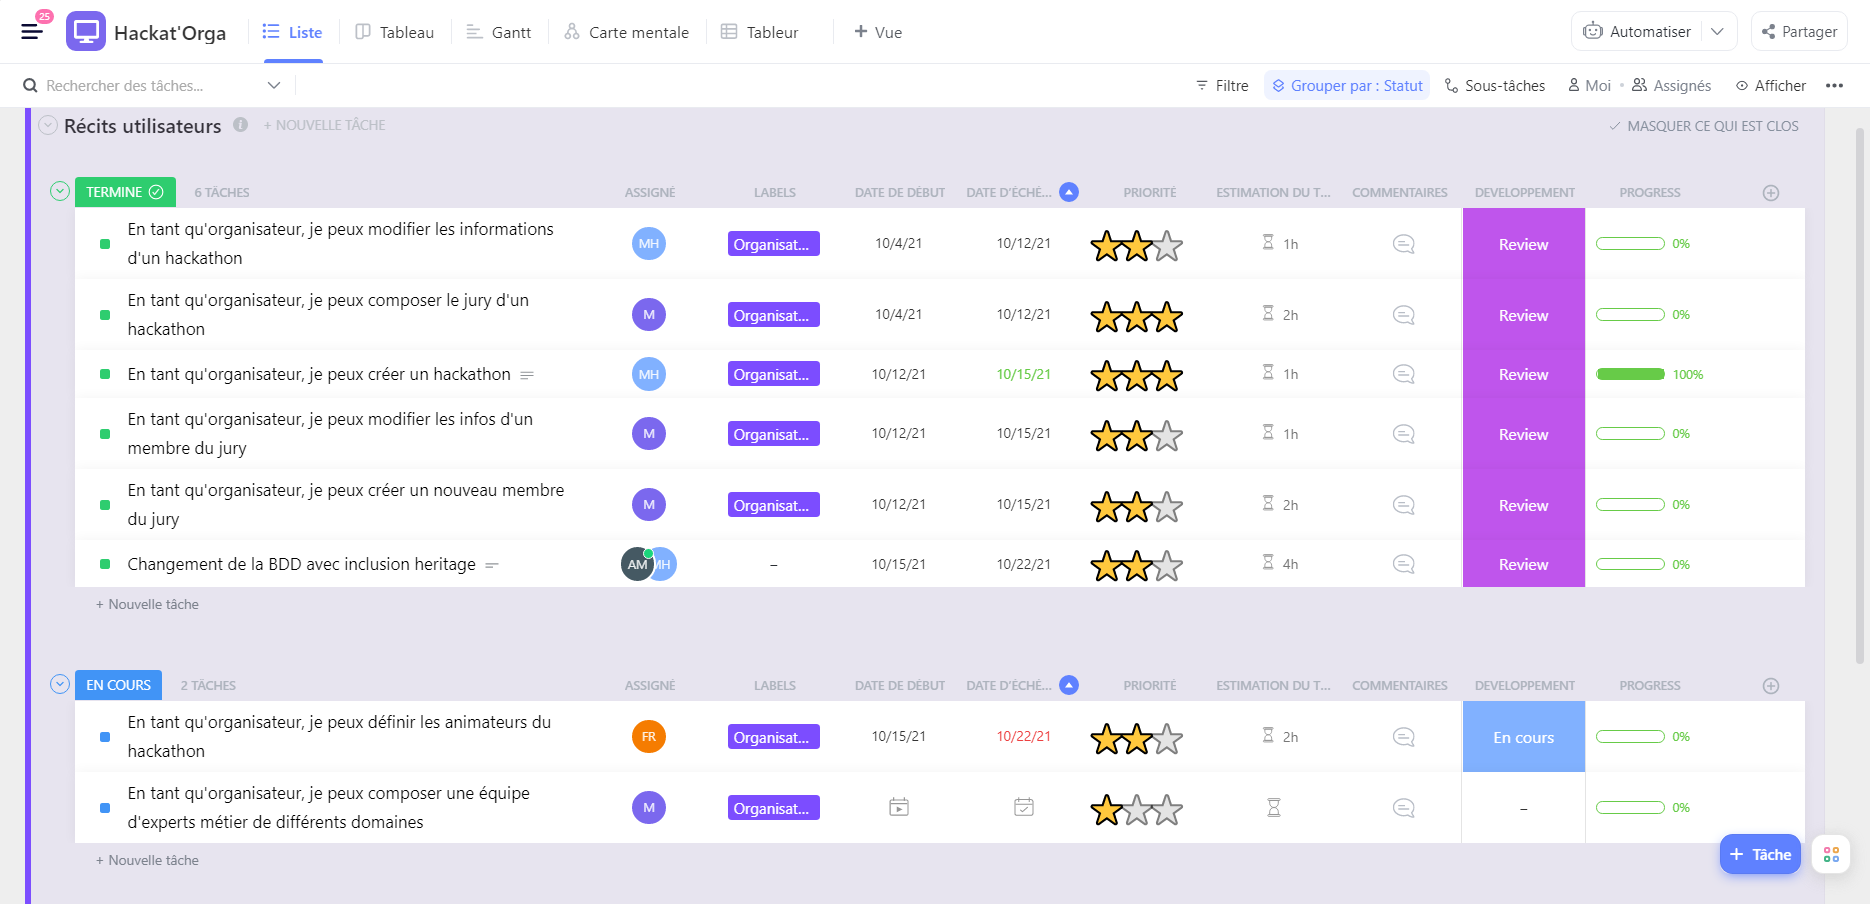 25
Hackat'Orga
Liste
Tableau
Gantt
Carte mentale
Tableur
+ Vue
Automatiser
Partager
Rechercher des tâches...
Filtre
Grouper par : Statut
Sous-tâches
Moi
Assignés
Afficher
Récits utilisateurs
+ NOUVELLE TÂCHE
MASQUER CE QUI EST CLOS
TERMINE 6 TÂCHES ASSIGNÉ LABELS DATE DE DÉBUT DATE D'ÉCHÉ... PRIORITÉ ESTIMATION DU T... COMMENTAIRES DEVELOPPEMENT PROGRESS
En tant qu'organisateur, je peux modifier les informations
d'un hackathon
MH Organisat... 10/4/21 10/12/21 1h Review 0%
En tant qu'organisateur, je peux composer le jury d'un
hackathon
M Organisat... 10/4/21 10/12/21 2h Review 0%
En tant qu'organisateur, je peux créer un hackathon MH Organisat... 10/12/21 10/15/21 1h Review 100%
En tant qu'organisateur, je peux modifier les infos d'un
membre du jury
M Organisat... 10/12/21 10/15/21 1h Review 0%
En tant qu'organisateur, je peux créer un nouveau membre
du jury
M Organisat... 10/12/21 10/15/21 2h Review 0%
Changement de la BDD avec inclusion heritage AM MH – 10/15/21 10/22/21 4h Review 0%
+ Nouvelle tâche
EN COURS 2 TÂCHES ASSIGNÉ LABELS DATE DE DÉBUT DATE D'ÉCHÉ... PRIORITÉ ESTIMATION DU T... COMMENTAIRES DEVELOPPEMENT PROGRESS
En tant qu'organisateur, je peux définir les animateurs du
hackathon
FR Organisat... 10/15/21 10/22/21 2h En cours 0%
En tant qu'organisateur, je peux composer une équipe
d'experts métier de différents domaines
M Organisat... – 0%
+ Nouvelle tâche
+ Tâche